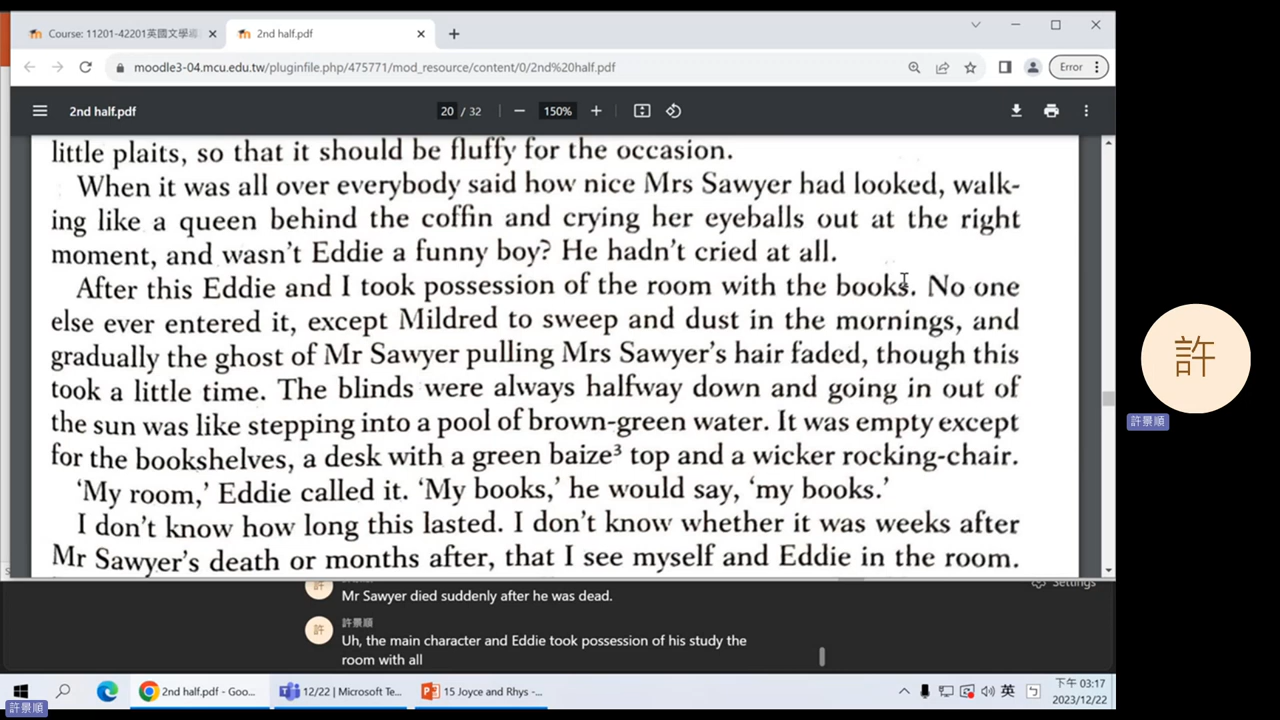 Course: 11201-42201英國文學
2nd half.pdf
moodle3-04.mcu.edu.tw/pluginfile.php/475771/mod_resource/content/0/2nd%20half.pdf
Error
2nd half.pdf
20 / 32
150%
little plaits, so that it should be fluffy for the occasion.
When it was all over everybody said how nice Mrs Sawyer had looked, walk-
ing like a queen behind the coffin and crying her eyeballs out at the right
moment, and wasn't Eddie a funny boy? He hadn't cried at all.
After this Eddie and I took possession of the room with the books. No one
else ever entered it, except Mildred to sweep and dust in the mornings, and
gradually the ghost of Mr Sawyer pulling Mrs Sawyer's hair faded, though this
took a little time. The blinds were always halfway down and going in out of
the sun was like stepping into a pool of brown-green water. It was empty except
for the bookshelves, a desk with a green baize³ top and a wicker rocking-chair.
'My room,' Eddie called it. 'My books,' he would say, 'my books.'
I don't know how long this lasted. I don't know whether it was weeks after
Mr Sawyer's death or months after, that I see myself and Eddie in the room.
許
許景順
Settings
許
Mr Sawyer died suddenly after he was dead.
許景順
許
Uh, the main character and Eddie took possession of his study the
room with all
2nd half.pdf - Goo...
12/22 | Microsoft Te...
15 Joyce and Rhys -...
英
下午 03:17
2023/12/22
許景順